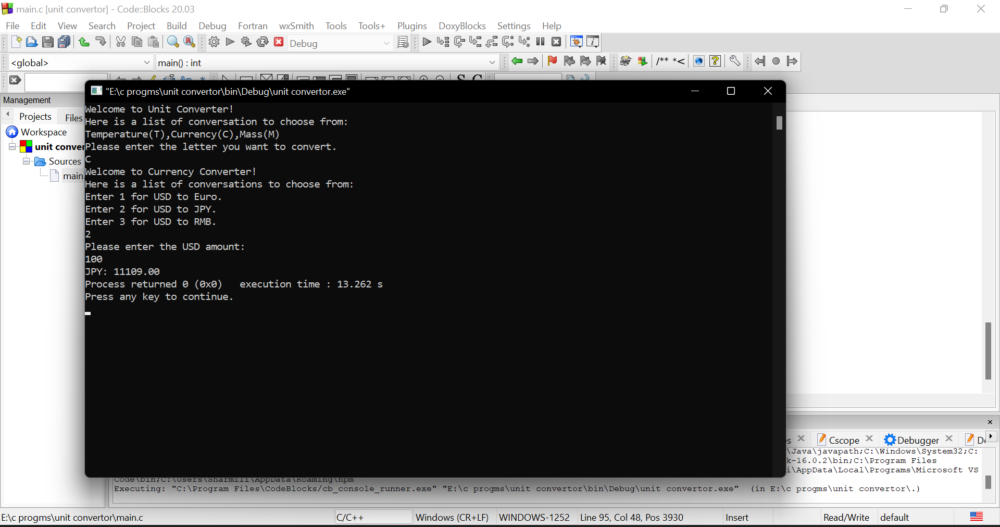 main.c [unit convertor] - Code::Blocks 20.03
File Edit View Search Project Build Debug Fortran wxSmith Tools Tools+ Plugins DoxyBlocks Settings Help
Debug
<global> main() : int /** *<
Management
Projects Files
Workspace
unit conver
Sources
main.
"E:\c progms\unit convertor\bin\Debug\unit convertor.exe"
Welcome to Unit Converter!
Here is a list of conversation to choose from:
Temperature(T),Currency(C),Mass(M)
Please enter the letter you want to convert.
C
Welcome to Currency Converter!
Here is a list of conversations to choose from:
Enter 1 for USD to Euro.
Enter 2 for USD to JPY.
Enter 3 for USD to RMB.
2
Please enter the USD amount:
100
JPY: 11109.00
Process returned 0 (0x0)   execution time : 13.262 s
Press any key to continue.
es Cscope Debugger D
\Java\javapath;C:\Windows\System32;C:
k-16.0.2\bin;C:\Program Files
i\AppData\Local\Programs\Microsoft VS
Code\bin;C:\Users\Sharmili\AppData\Roaming\npm
Executing: "C:\Program Files\CodeBlocks/cb_console_runner.exe" "E:\c progms\unit convertor\bin\Debug\unit convertor.exe"  (in E:\c progms\unit convertor\.)
E:\c progms\unit convertor\main.c C/C++ Windows (CR+LF) WINDOWS-1252 Line 95, Col 48, Pos 3930 Insert Read/Write default